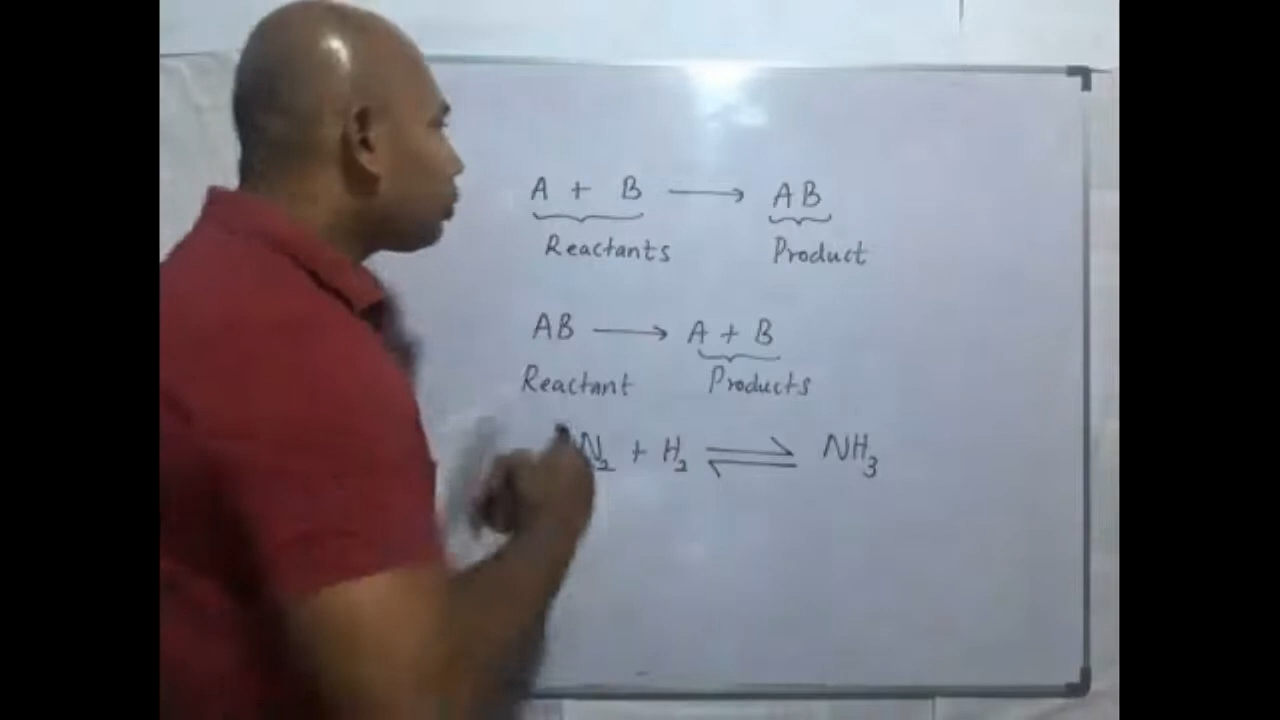 A + B ⟶ AB
Reactants Product
AB ⟶ A + B
Reactant Products
N₂ + H₂ ⇌ NH₃